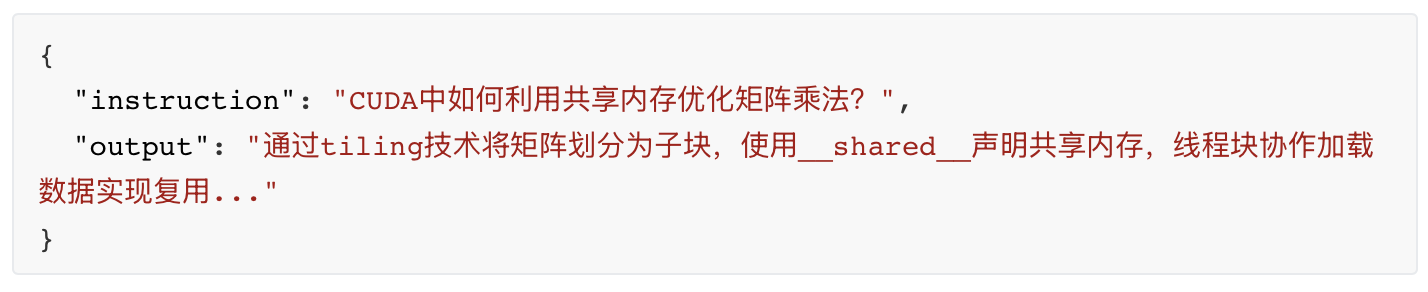 {
  "instruction": "CUDA中如何利用共享内存优化矩阵乘法？",
  "output": "通过tiling技术将矩阵划分为子块，使用__shared__声明共享内存，线程块协作加载
数据实现复用..."
}